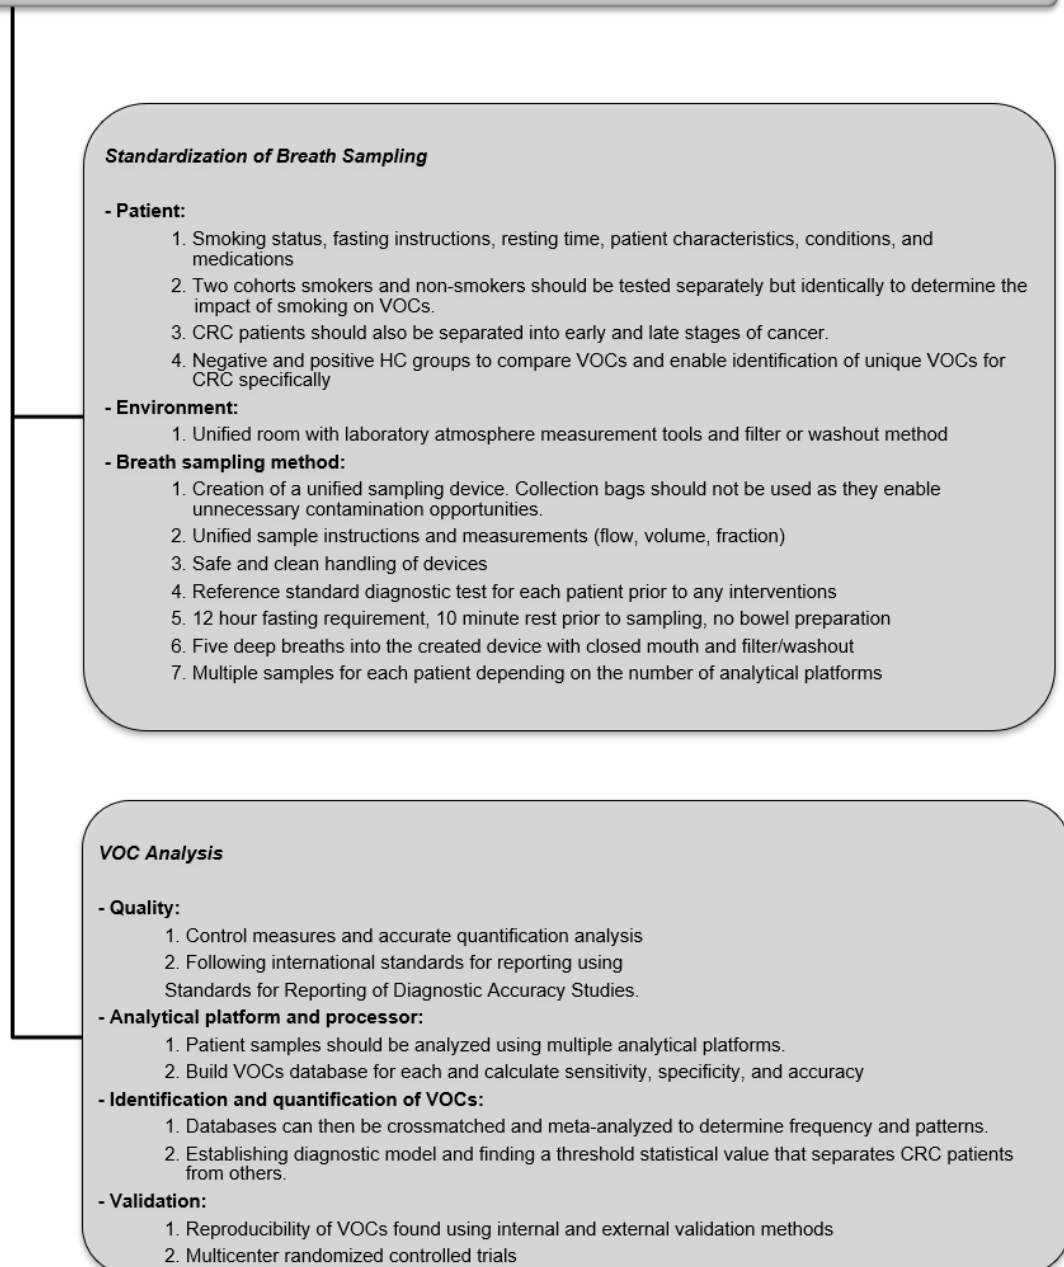 Standardization of Breath Sampling
- Patient:
1. Smoking status, fasting instructions, resting time, patient characteristics, conditions, and
medications
2. Two cohorts smokers and non-smokers should be tested separately but identically to determine the
impact of smoking on VOCs.
3. CRC patients should also be separated into early and late stages of cancer.
4. Negative and positive HC groups to compare VOCs and enable identification of unique VOCs for
CRC specifically
- Environment:
1. Unified room with laboratory atmosphere measurement tools and filter or washout method
- Breath sampling method:
1. Creation of a unified sampling device. Collection bags should not be used as they enable
unnecessary contamination opportunities.
2. Unified sample instructions and measurements (flow, volume, fraction)
3. Safe and clean handling of devices
4. Reference standard diagnostic test for each patient prior to any interventions
5. 12 hour fasting requirement, 10 minute rest prior to sampling, no bowel preparation
6. Five deep breaths into the created device with closed mouth and filter/washout
7. Multiple samples for each patient depending on the number of analytical platforms
VOC Analysis
- Quality:
1. Control measures and accurate quantification analysis
2. Following international standards for reporting using
Standards for Reporting of Diagnostic Accuracy Studies.
- Analytical platform and processor:
1. Patient samples should be analyzed using multiple analytical platforms.
2. Build VOCs database for each and calculate sensitivity, specificity, and accuracy
- Identification and quantification of VOCs:
1. Databases can then be crossmatched and meta-analyzed to determine frequency and patterns.
2. Establishing diagnostic model and finding a threshold statistical value that separates CRC patients
from others.
- Validation:
1. Reproducibility of VOCs found using internal and external validation methods
2. Multicenter randomized controlled trials